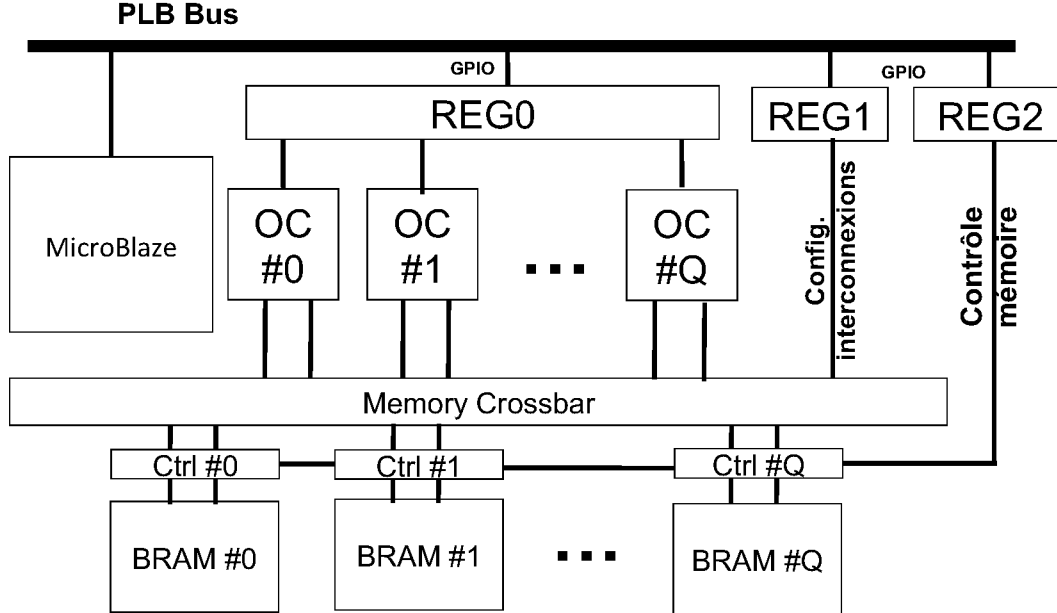 PLB Bus
GPIO
GPIO
REG0
REG1
REG2
MicroBlaze
OC
#0
OC
#1
OC
#Q
Config.
interconnexions
Contrôle
mémoire
Memory Crossbar
Ctrl #0
Ctrl #1
Ctrl #Q
BRAM #0
BRAM #1
BRAM #Q